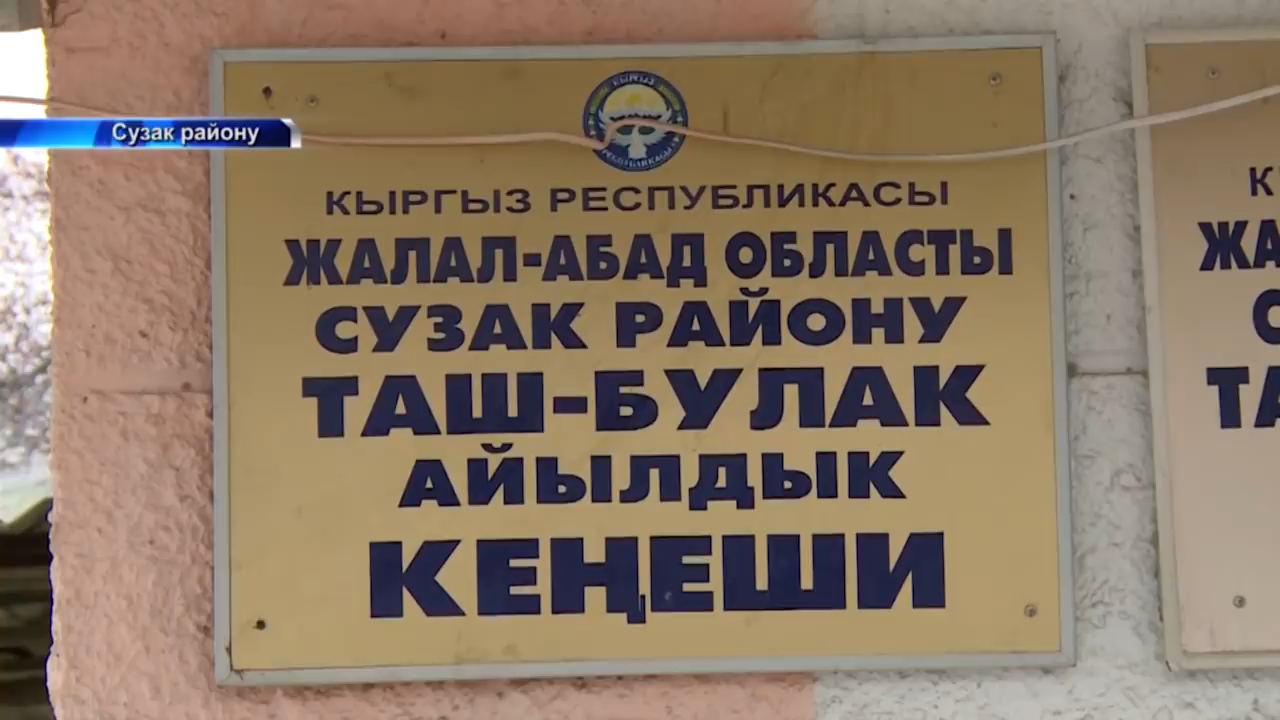 Сузак району
КЫРГЫЗ РЕСПУБЛИКАСЫ
ЖАЛАЛ-АБАД ОБЛАСТЫ
СУЗАК РАЙОНУ
ТАШ-БУЛАК
АЙЫЛДЫК
КЕҢЕШИ